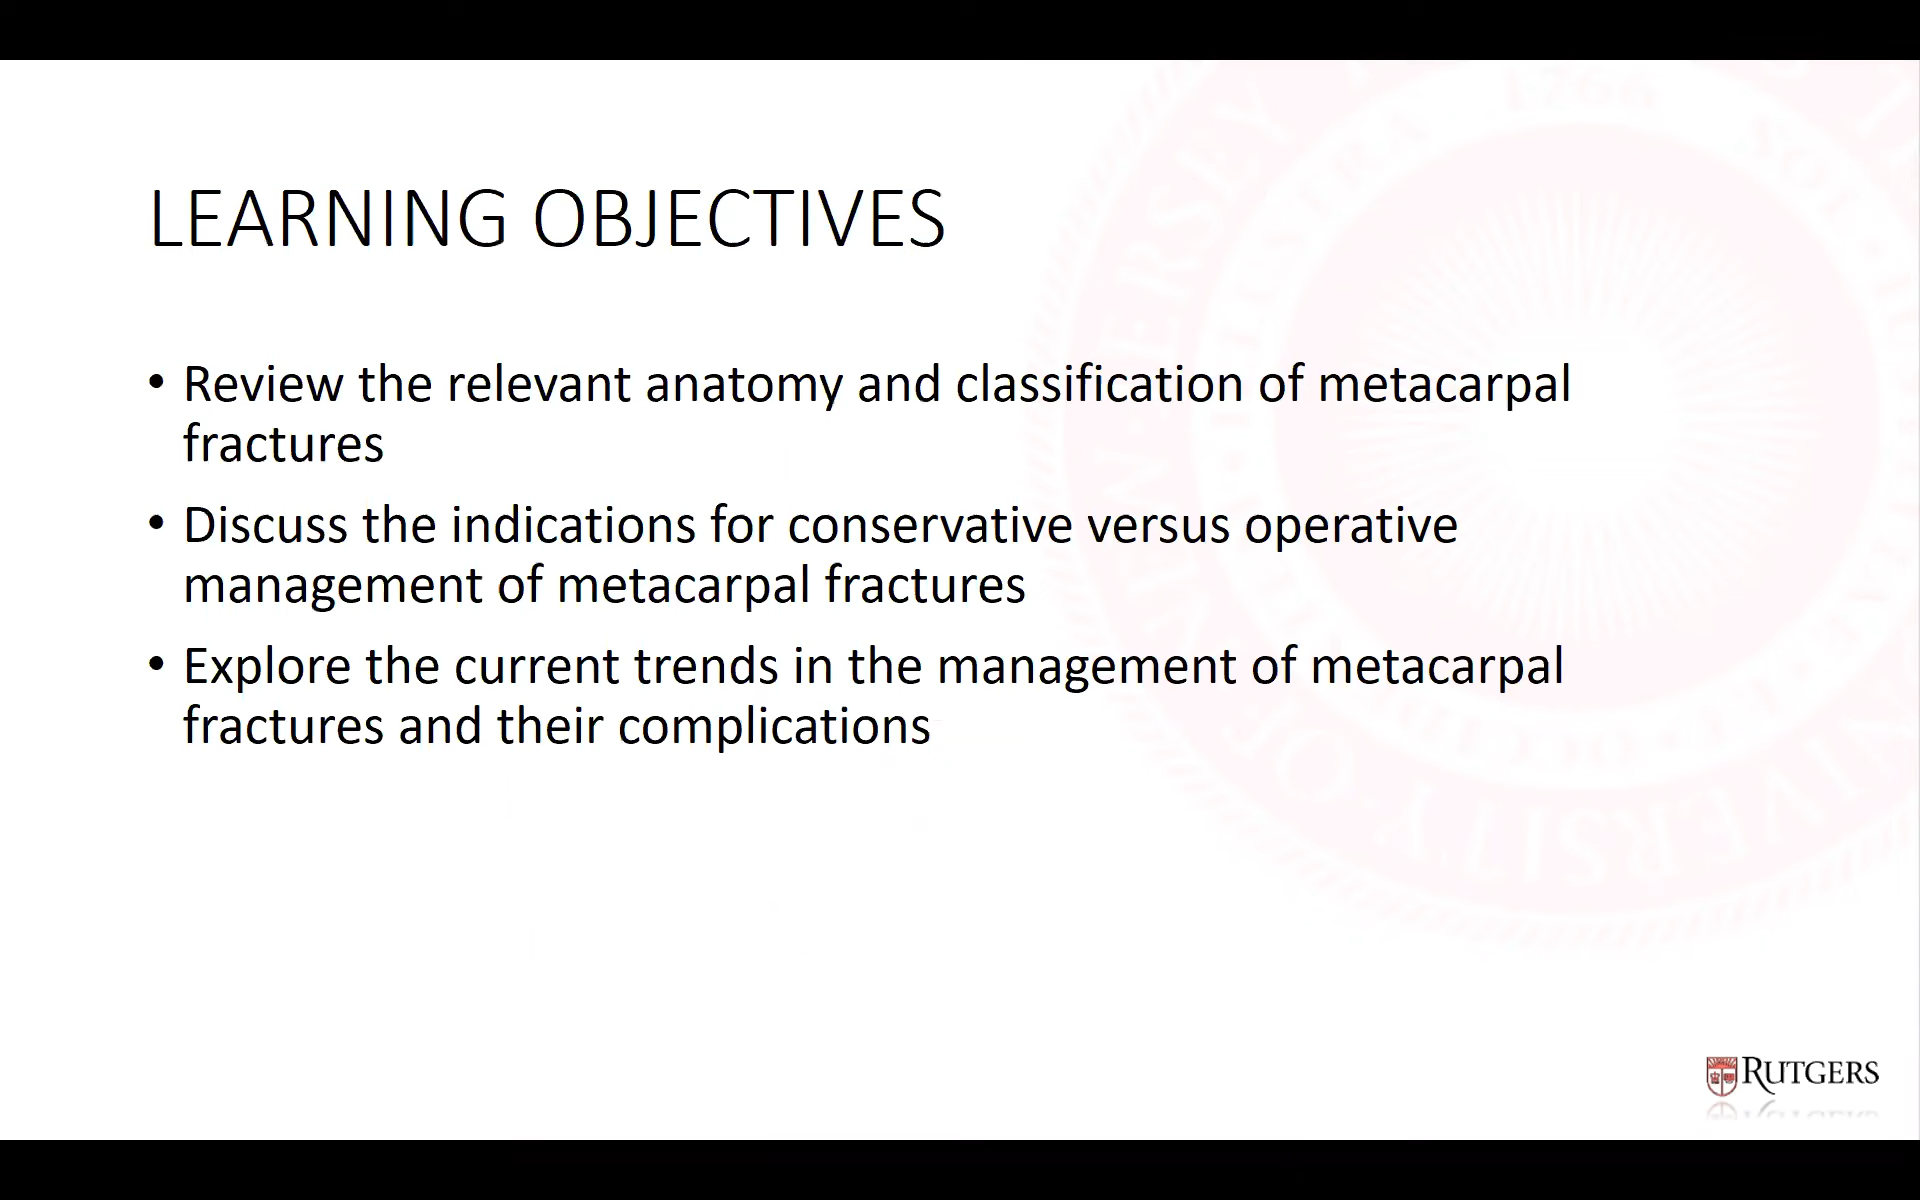 LEARNING OBJECTIVES
• Review the relevant anatomy and classification of metacarpal
fractures
• Discuss the indications for conservative versus operative
management of metacarpal fractures
• Explore the current trends in the management of metacarpal
fractures and their complications
1766
RUTGERS